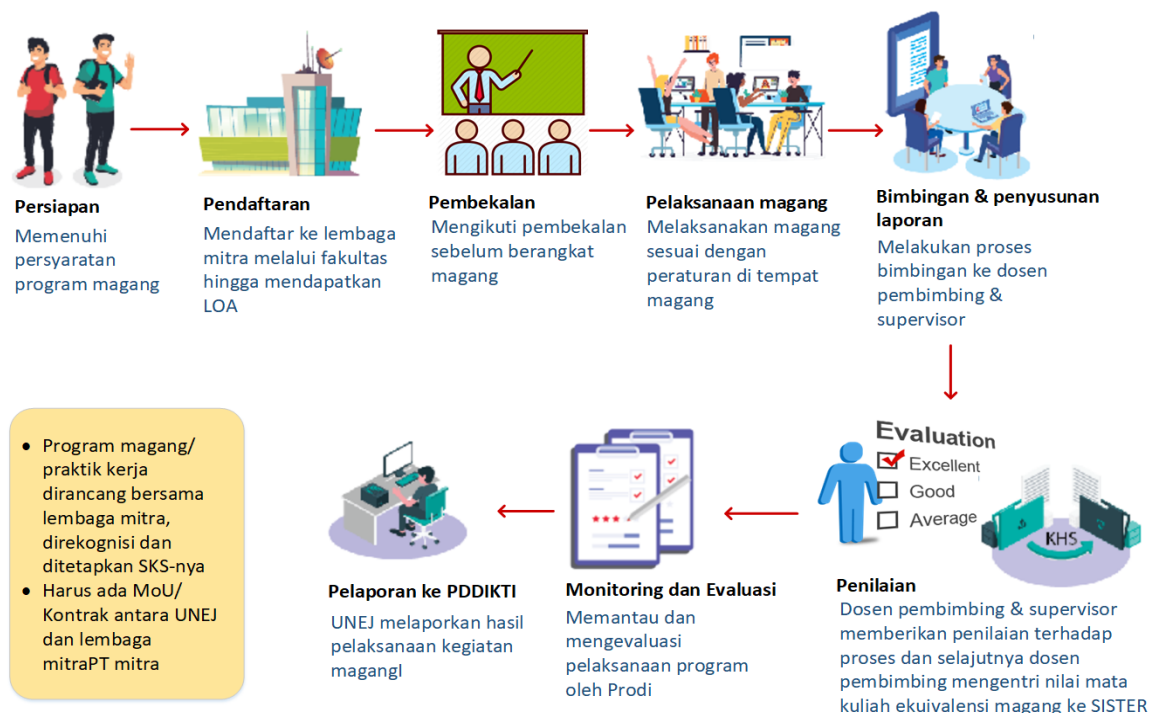 Persiapan
Memenuhi
persyaratan
program magang
Pendaftaran
Mendaftar ke lembaga
mitra melalui fakultas
hingga mendapatkan
LOA
Pembekalan
Mengikuti pembekalan
sebelum berangkat
magang
Pelaksanaan magang
Melaksanakan magang
sesuai dengan
peraturan di tempat
magang
Bimbingan & penyusunan
laporan
Melakukan proses
bimbingan ke dosen
pembimbing &
supervisor
Evaluation
Excellent
Good
Average
KHS
Penilaian
Dosen pembimbing & supervisor
memberikan penilaian terhadap
proses dan selajutnya dosen
pembimbing mengentri nilai mata
kuliah ekuivalensi magang ke SISTER
Monitoring dan Evaluasi
Memantau dan
mengevaluasi
pelaksanaan program
oleh Prodi
Pelaporan ke PDDIKTI
UNEJ melaporkan hasil
pelaksanaan kegiatan
magangI
● Program magang/
praktik kerja
dirancang bersama
lembaga mitra,
direkognisi dan
ditetapkan SKS-nya
● Harus ada MoU/
Kontrak antara UNEJ
dan lembaga
mitraPT mitra